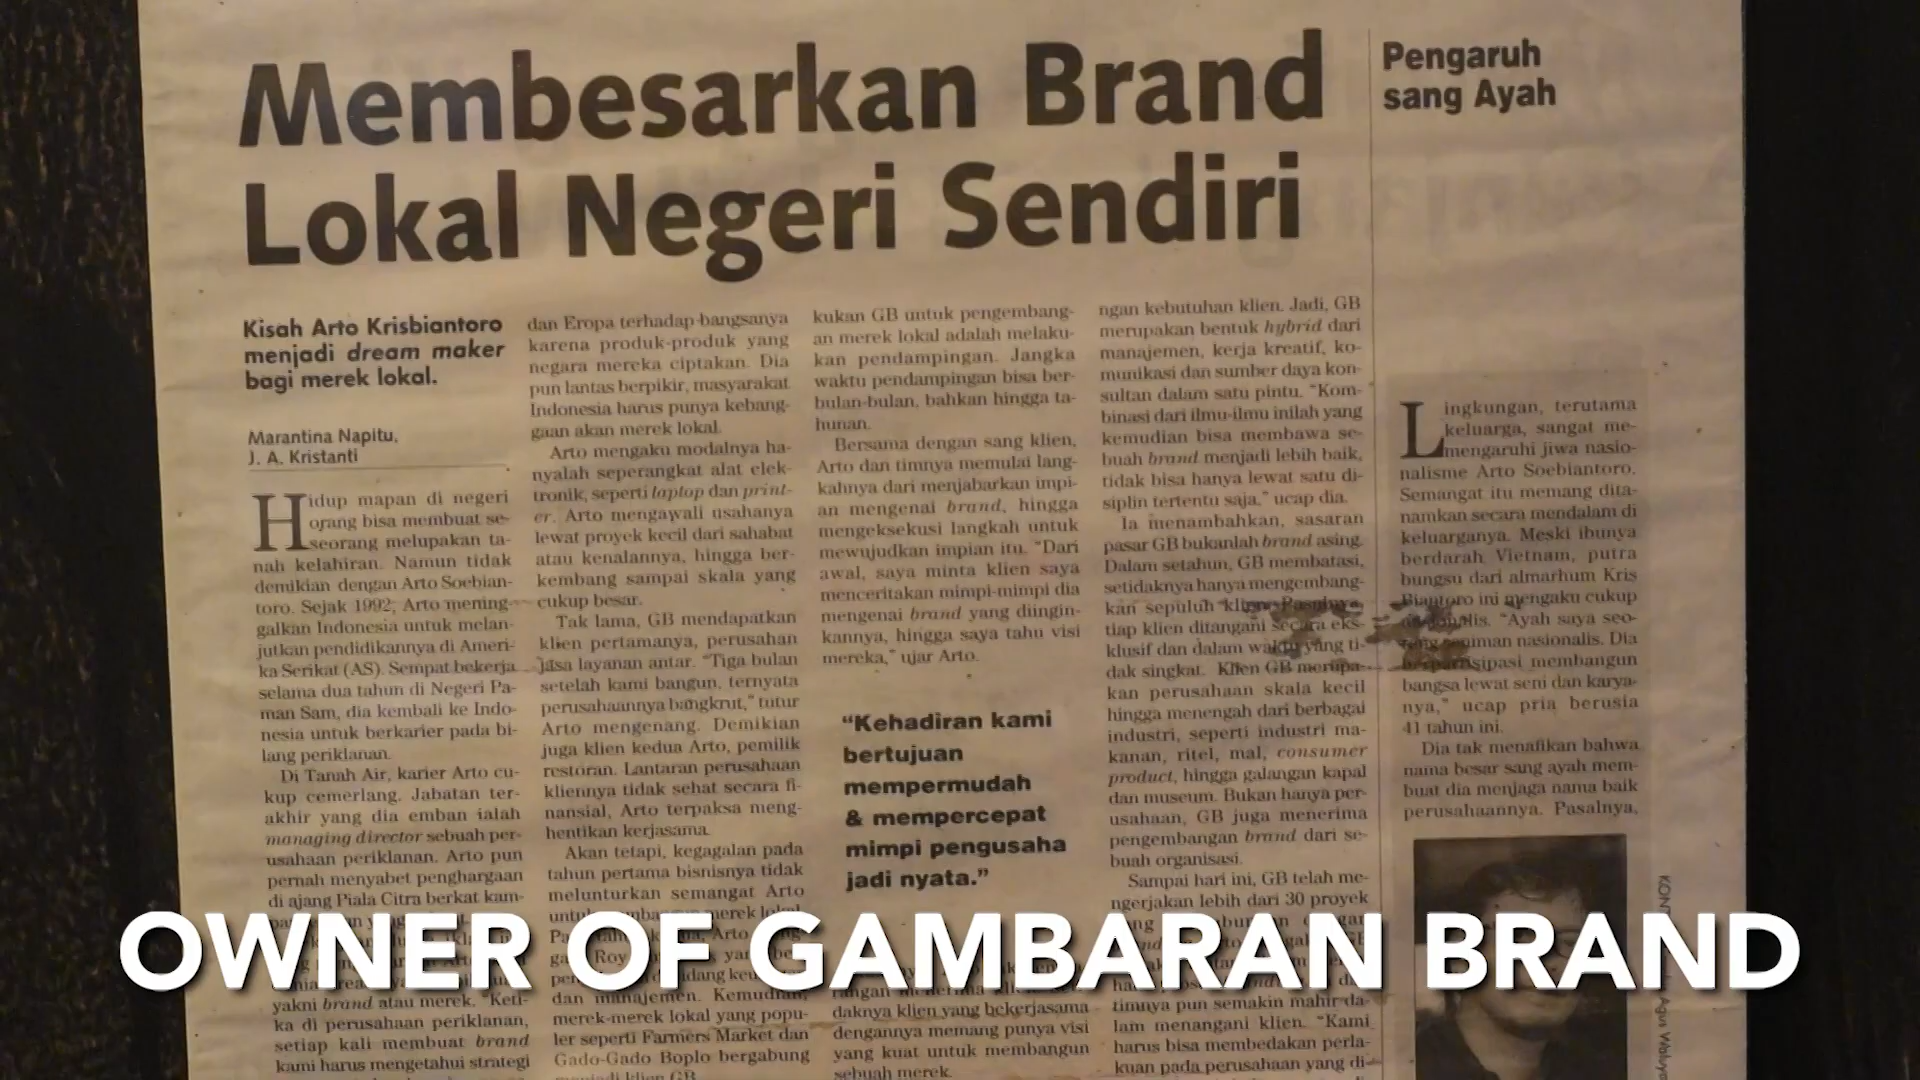 Membesarkan Brand
Lokal Negeri Sendiri
Kisah Arto Krisbiantoro
menjadi dream maker
bagi merek lokal.
Marantina Napitu,
J. A. Kristanti
Hidup mapan di negeri
orang bisa membuat se-
seorang melupakan ta-
nah kelahiran. Namun tidak
demikian dengan Arto Soebian-
toro. Sejak 1992, Arto mening-
galkan Indonesia untuk melan-
jutkan pendidikannya di Ameri-
ka Serikat (AS). Sempat bekerja
selama dua tahun di Negeri Pa-
man Sam, dia kembali ke Indo-
nesia untuk berkarier pada bi-
lang periklanan.
Di Tanah Air, karier Arto cu-
kup cemerlang. Jabatan ter-
akhir yang dia emban ialah
managing director sebuah per-
usahaan periklanan. Arto pun
pernah menyabet penghargaan
di ajang Piala Citra berkat kam-
yakni brand atau merek. "Keti-
ka di perusahaan periklanan,
setiap kali membuat brand
kami harus mengetahui strategi
dan Eropa terhadap bangsanya
karena produk-produk yang
negara mereka ciptakan. Dia
pun lantas berpikir, masyarakat
Indonesia harus punya kebang-
gaan akan merek lokal.
Arto mengaku modalnya ha-
nyalah seperangkat alat elek-
tronik, seperti laptop dan print-
er. Arto mengawali usahanya
lewat proyek kecil dari sahabat
atau kenalannya, hingga ber-
kembang sampai skala yang
cukup besar.
Tak lama, GB mendapatkan
klien pertamanya, perusahan
jasa layanan antar. "Tiga bulan
setelah kami bangun, ternyata
perusahaannya bangkrut," tutur
Arto mengenang. Demikian
juga klien kedua Arto, pemilik
restoran. Lantaran perusahaan
kliennya tidak sehat secara fi-
nansial, Arto terpaksa meng-
hentikan kerjasama.
Akan tetapi, kegagalan pada
tahun pertama bisnisnya tidak
melunturkan semangat Arto
merek lokal
dan manajemen. Kemudian,
merek-merek lokal yang popu-
ler seperti Farmers Market dan
Gado-Gado Boplo bergabung
menjadi klien GB.
kukan GB untuk pengembang-
an merek lokal adalah melaku-
kan pendampingan. Jangka
waktu pendampingan bisa ber-
bulan-bulan, bahkan hingga ta-
hunan.
Bersama dengan sang klien,
Arto dan timnya memulai lang-
kahnya dari menjabarkan impi-
an mengenai brand, hingga
mengeksekusi langkah untuk
mewujudkan impian itu. "Dari
awal, saya minta klien saya
menceritakan mimpi-mimpi dia
mengenai brand yang diingin-
kannya, hingga saya tahu visi
mereka," ujar Arto.
"Kehadiran kami
bertujuan
mempermudah
& mempercepat
mimpi pengusaha
jadi nyata."
daknya klien yang bekerjasama
dengannya memang punya visi
yang kuat untuk membangun
sebuah merek.
ngan kebutuhan klien. Jadi, GB
merupakan bentuk hybrid dari
manajemen, kerja kreatif, ko-
munikasi dan sumber daya kon-
sultan dalam satu pintu. "Kom-
binasi dari ilmu-ilmu inilah yang
kemudian bisa membawa se-
buah brand menjadi lebih baik,
tidak bisa hanya lewat satu di-
siplin tertentu saja," ucap dia.
Ia menambahkan, sasaran
pasar GB bukanlah brand asing.
Dalam setahun, GB membatasi,
setidaknya hanya mengembang-
kan sepuluh klien. Pasalnya,
tiap klien ditangani secara eks-
klusif dan dalam waktu yang ti-
dak singkat. Klien GB merupa-
kan perusahaan skala kecil
hingga menengah dari berbagai
industri, seperti industri ma-
kanan, ritel, mal, consumer
product, hingga galangan kapal
dan museum. Bukan hanya per-
usahaan, GB juga menerima
pengembangan brand dari se-
buah organisasi.
Sampai hari ini, GB telah me-
ngerjakan lebih dari 30 proyek
timnya pun semakin mahir da-
lam menangani klien. "Kami
harus bisa membedakan perla-
kuan pada perusahaan yang di-
Pengaruh
sang Ayah
Lingkungan, terutama
keluarga, sangat me-
mengaruhi jiwa nasio-
nalisme Arto Soebiantoro.
Semangat itu memang dita-
namkan secara mendalam di
keluarganya. Meski ibunya
berdarah Vietnam, putra
bungsu dari almarhum Kris
Biantoro ini mengaku cukup
"Ayah saya seo-
seniman nasionalis. Dia
berpartisipasi membangun
bangsa lewat seni dan karya-
nya," ucap pria berusia
41 tahun ini.
Dia tak menafikan bahwa
nama besar sang ayah mem-
buat dia menjaga nama baik
perusahaannya. Pasalnya,
OWNER OF GAMBARAN BRAND